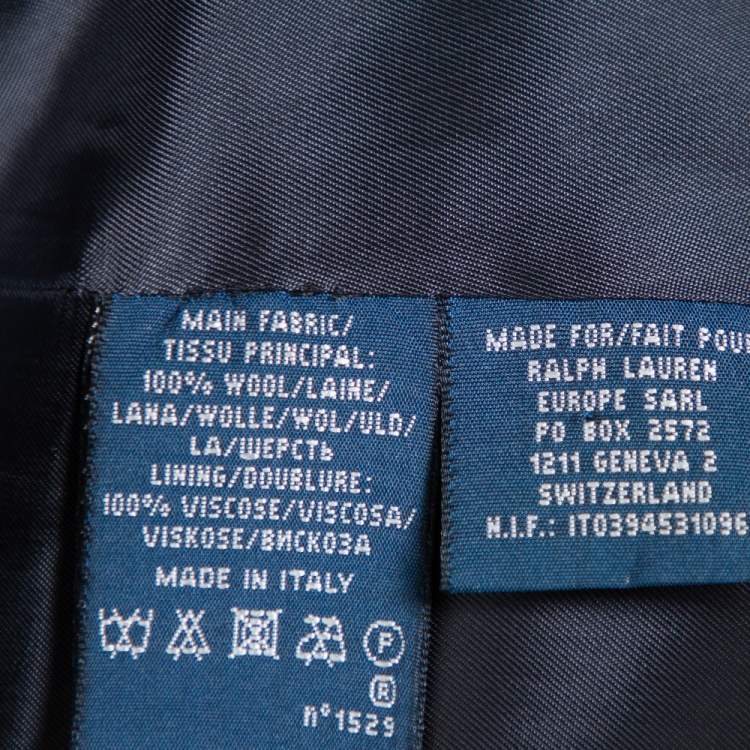 MAIN FABRIC/
TISSU PRINCIPAL:
100% WOOL/LAINE/
LANA/WOLLE/WOL/ULD/
LA/ШЕРСТЬ
LINING/DOUBLURE:
100% VISCOSE/VISCOSA/
VISKOSE/ВИСКОЗА
MADE IN ITALY
P
®
n°1529
MADE FOR/FAIT POUR
RALPH LAUREN
EUROPE SARL
PO BOX 2572
1211 GENEVA 2
SWITZERLAND
N.I.F.: IT0394531096